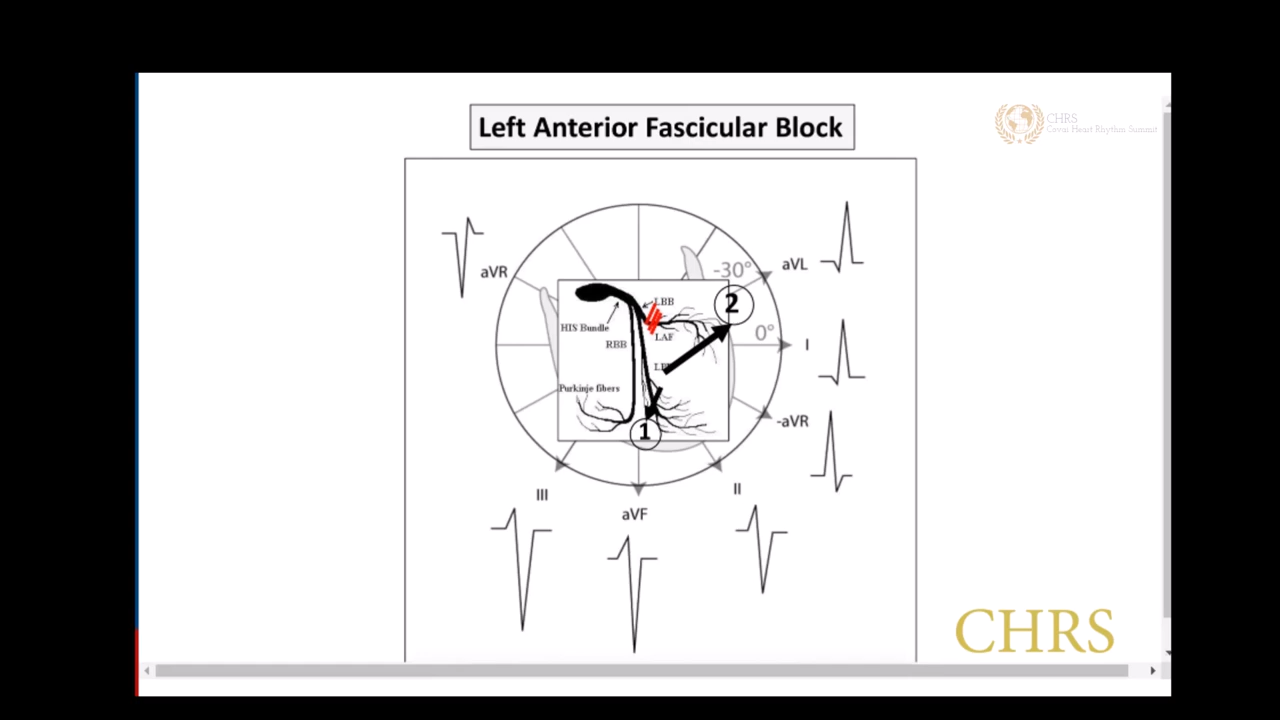 Left Anterior Fascicular Block
CHRS
Heart Rhythm Summit
aVR
-30°
aVL
2
LBB
HIS Bundle
LAF
RBB
0°
I
Purkinje fibers
-aVR
1
III
II
aVF
CHRS